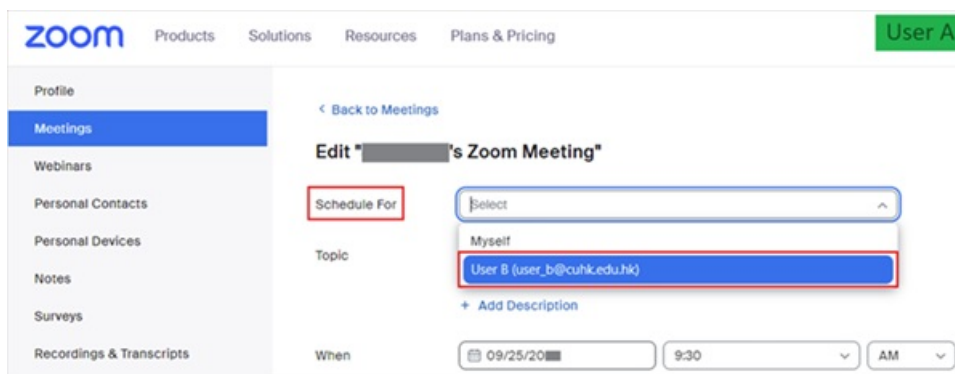 zoom Products Solutions Resources Plans & Pricing User A
Profile
Meetings
Webinars
Personal Contacts
Personal Devices
Notes
Surveys
Recordings & Transcripts
< Back to Meetings
Edit "'s Zoom Meeting"
Schedule For Select
Myself
User B (user_b@cuhk.edu.hk)
Topic
+ Add Description
When 09/25/20 9:30 AM